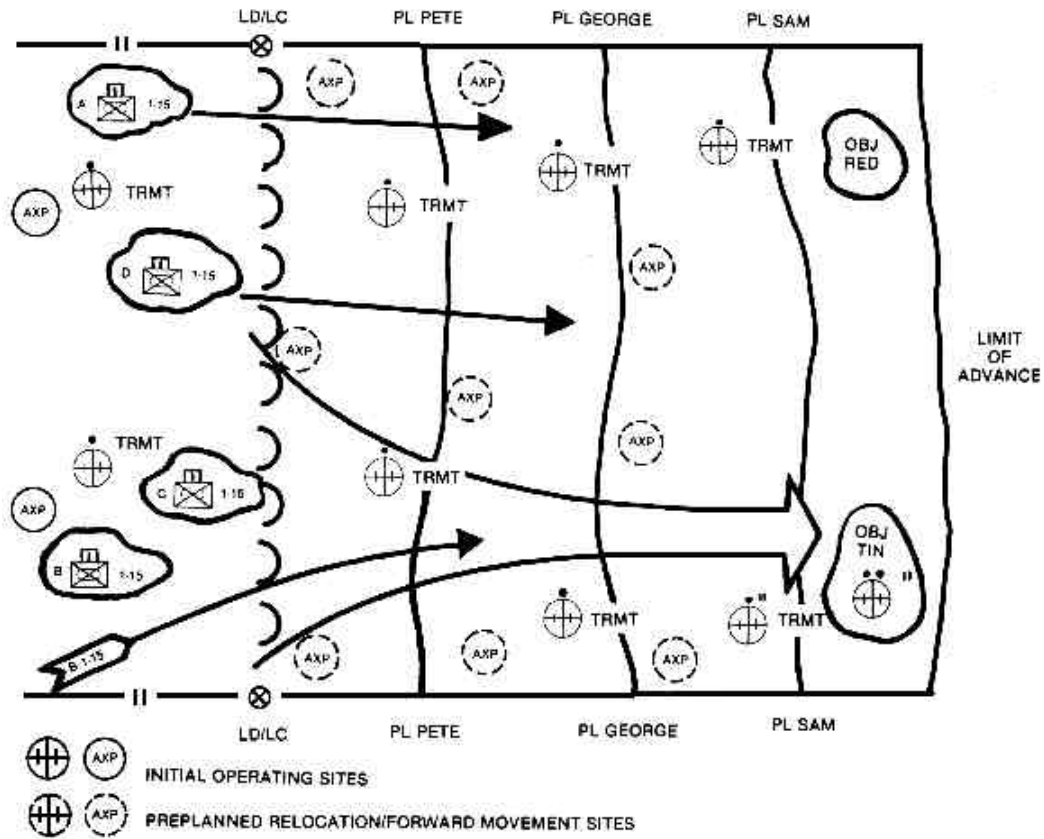 LD/LC PL PETE PL GEORGE PL SAM
AXP AXP
A 1-15
TRMT
TRMT
TRMT
TRMT
OBJ
RED
AXP
D 1-15
AXP
AXP
AXP
LIMIT
OF
ADVANCE
TRMT
C
AXP
TRMT
AXP
B 1-15
OBJ
TIN
TRMT
TRMT
B 1-15
AXP AXP AXP
LD/LC PL PETE PL GEORGE PL SAM
AXP INITIAL OPERATING SITES
AXP PREPLANNED RELOCATION/FORWARD MOVEMENT SITES